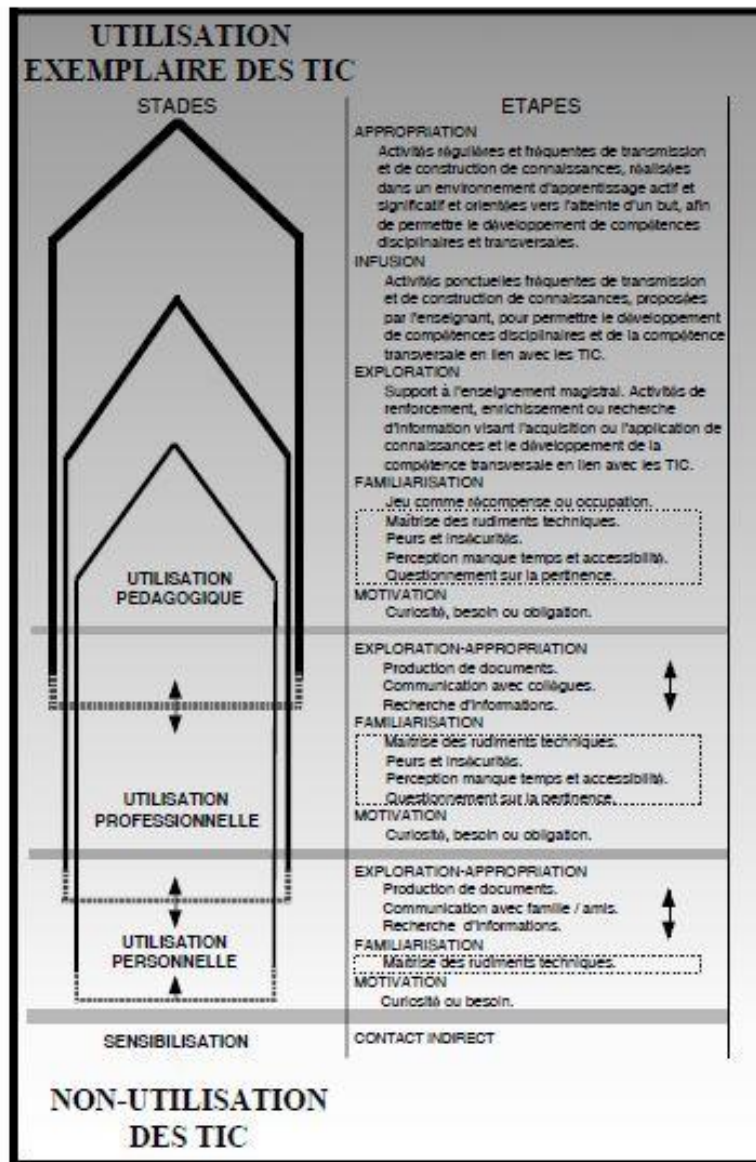 UTILISATION
EXEMPLAIRE DES TIC
STADES
ETAPES
APPROPRIATION
Activités régulières et fréquentes de transmission
et de construction de connaissances, réalisées
dans un environnement d'apprentissage actif et
significatif et orientées vers l'atteinte d'un but, afin
de permettre le développement de compétences
disciplinaires et transversales.
INFUSION
Activités ponctuelles fréquentes de transmission
et de construction de connaissances, proposées
par l'enseignant, pour permettre le développement
de compétences disciplinaires et de la compétence
transversale en lien avec les TIC.
EXPLORATION
Support à l'enseignement magistral. Activités de
renforcement, enrichissement ou recherche
d'information visant l'acquisition ou l'application de
connaissances et le développement de la
compétence transversale en lien avec les TIC.
FAMILIARISATION
Jeu comme récompense ou occupation.
Maîtrise des rudiments techniques.
Peurs et insécurités.
Perception manque temps et accessibilité.
Questionnement sur la pertinence.
MOTIVATION
Curiosité, besoin ou obligation.
UTILISATION
PEDAGOGIQUE
EXPLORATION-APPROPRIATION
Production de documents.
Communication avec collègues.
Recherche d'informations.
FAMILIARISATION
Maîtrise des rudiments techniques.
Peurs et insécurités.
Perception manque temps et accessibilité.
Questionnement sur la pertinence.
MOTIVATION
Curiosité, besoin ou obligation.
UTILISATION
PROFESSIONNELLE
EXPLORATION-APPROPRIATION
Production de documents.
Communication avec famille / amis.
Recherche d'informations.
FAMILIARISATION
Maîtrise des rudiments techniques.
MOTIVATION
Curiosité ou besoin.
UTILISATION
PERSONNELLE
SENSIBILISATION
CONTACT INDIRECT
NON-UTILISATION
DES TIC